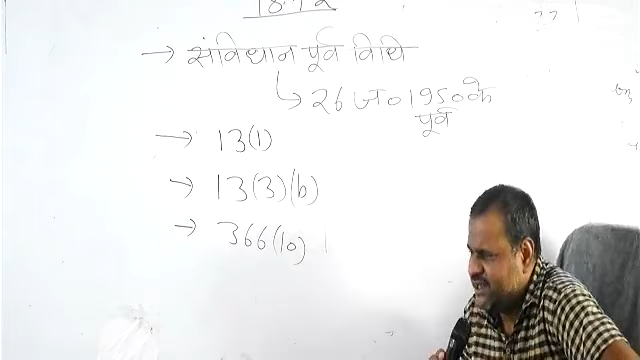 → संविधान पूर्व विधि
↳ 26 ज० 1950 के
पूर्व
→ 13(1)
→ 13(3)(b)
→ 366(10)